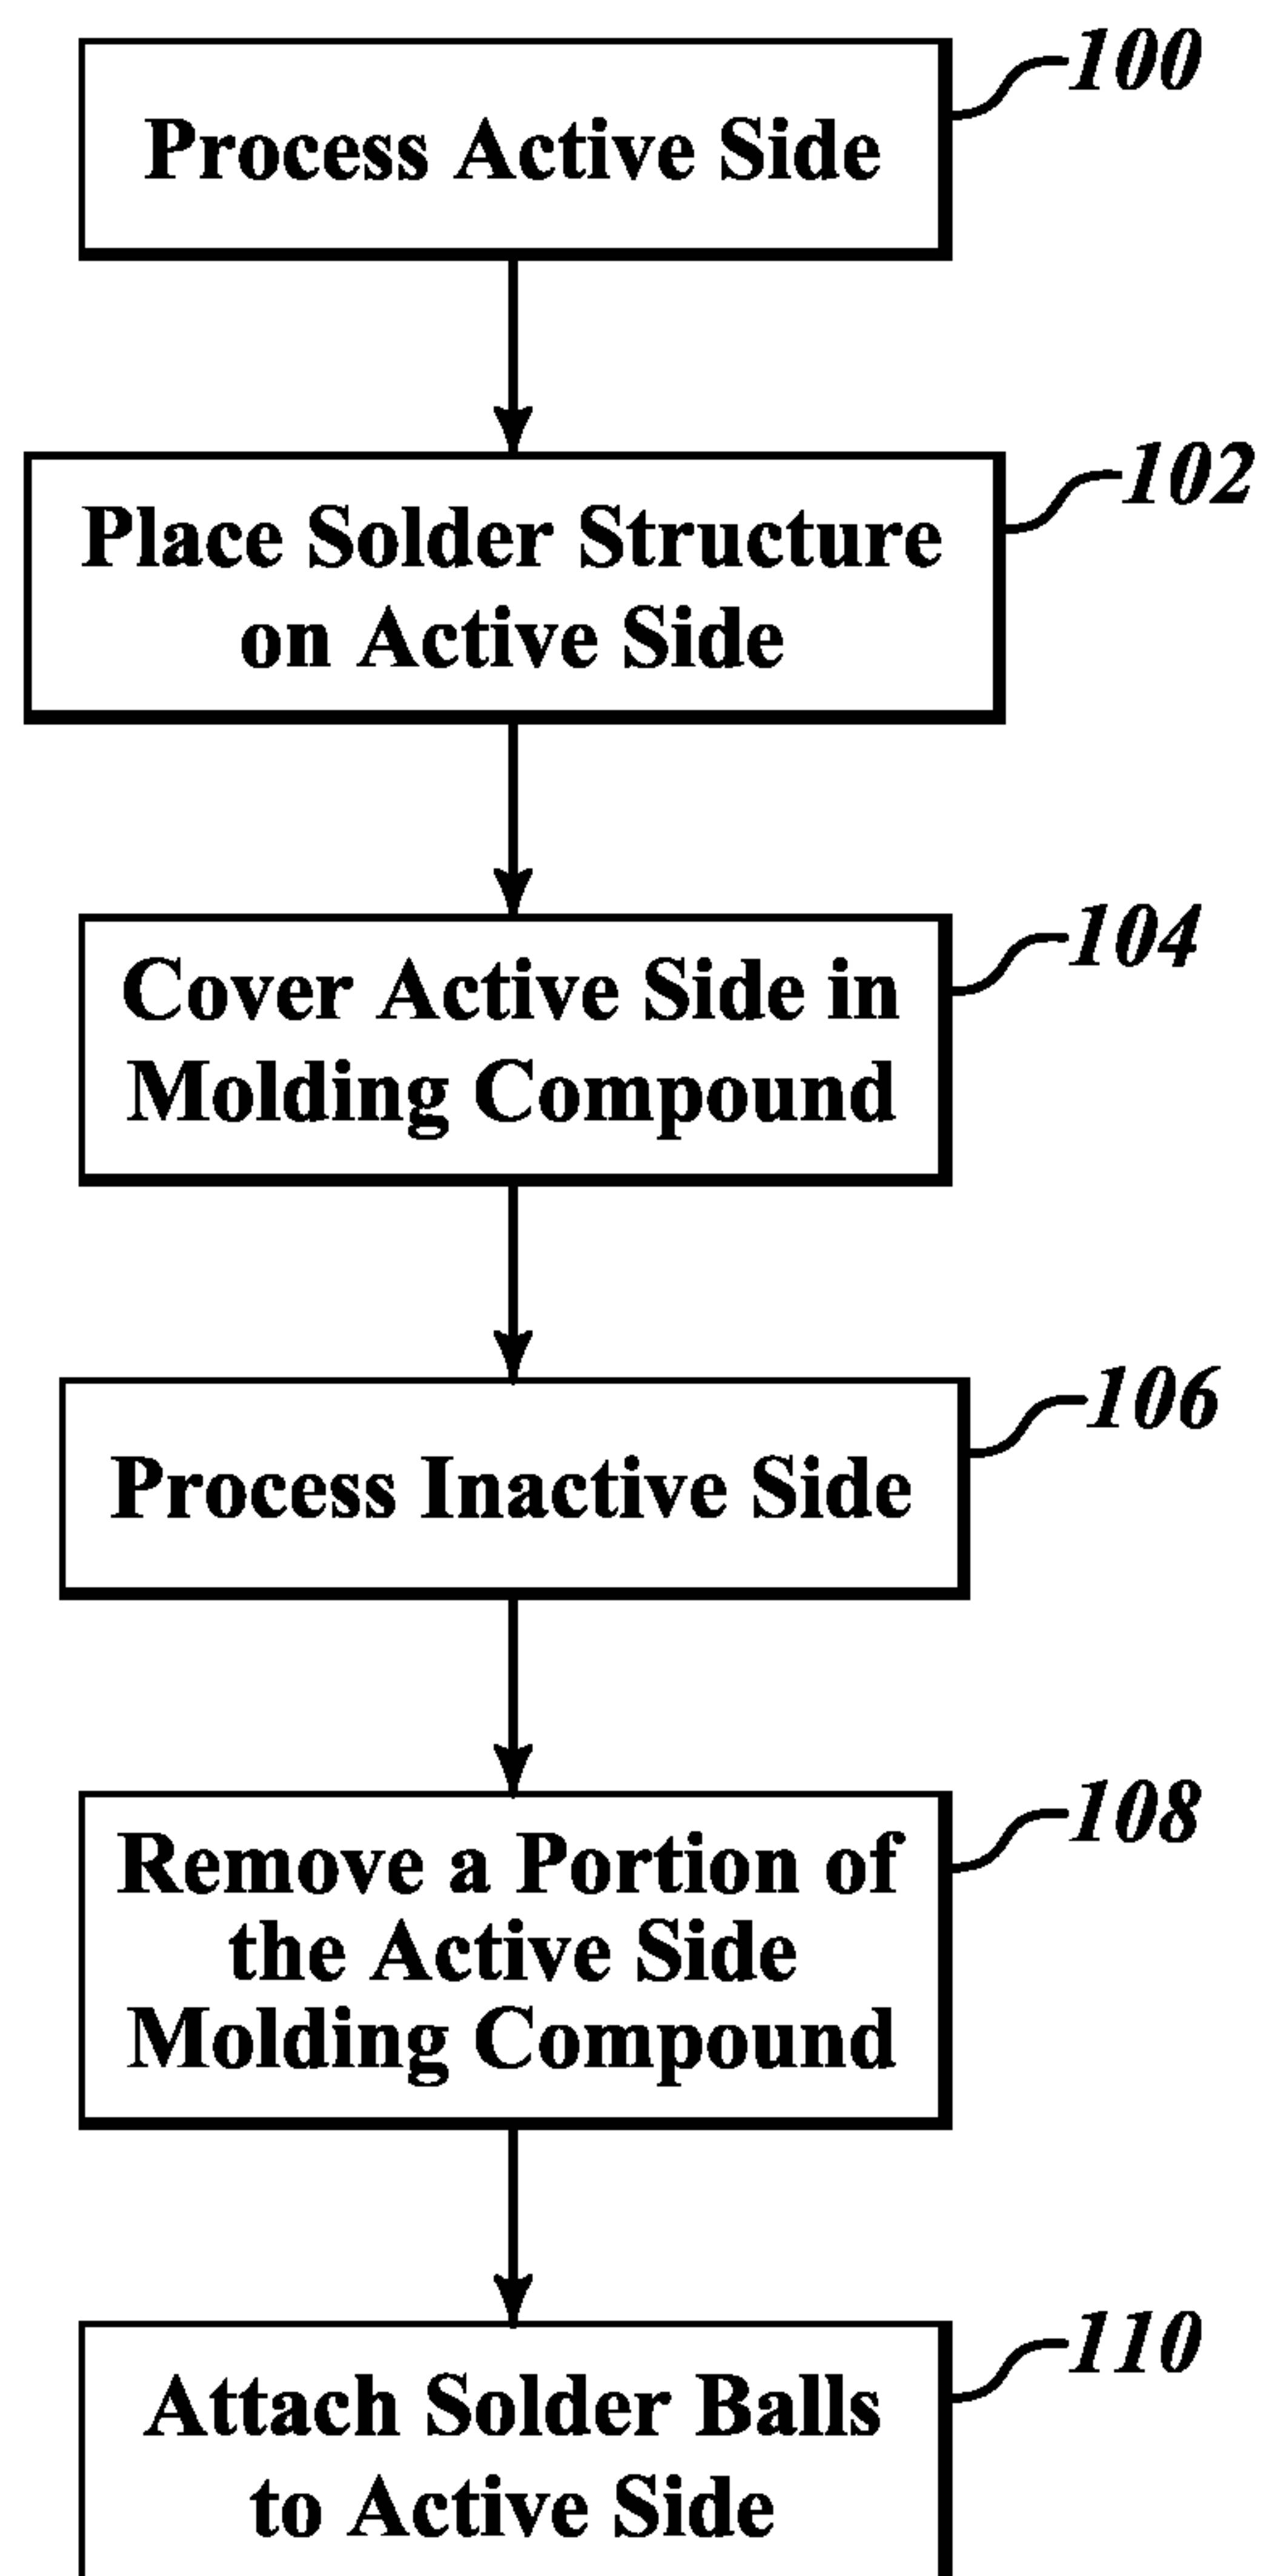 100
Process Active Side
102
Place Solder Structure
on Active Side
104
Cover Active Side in
Molding Compound
106
Process Inactive Side
108
Remove a Portion of
the Active Side
Molding Compound
110
Attach Solder Balls
to Active Side